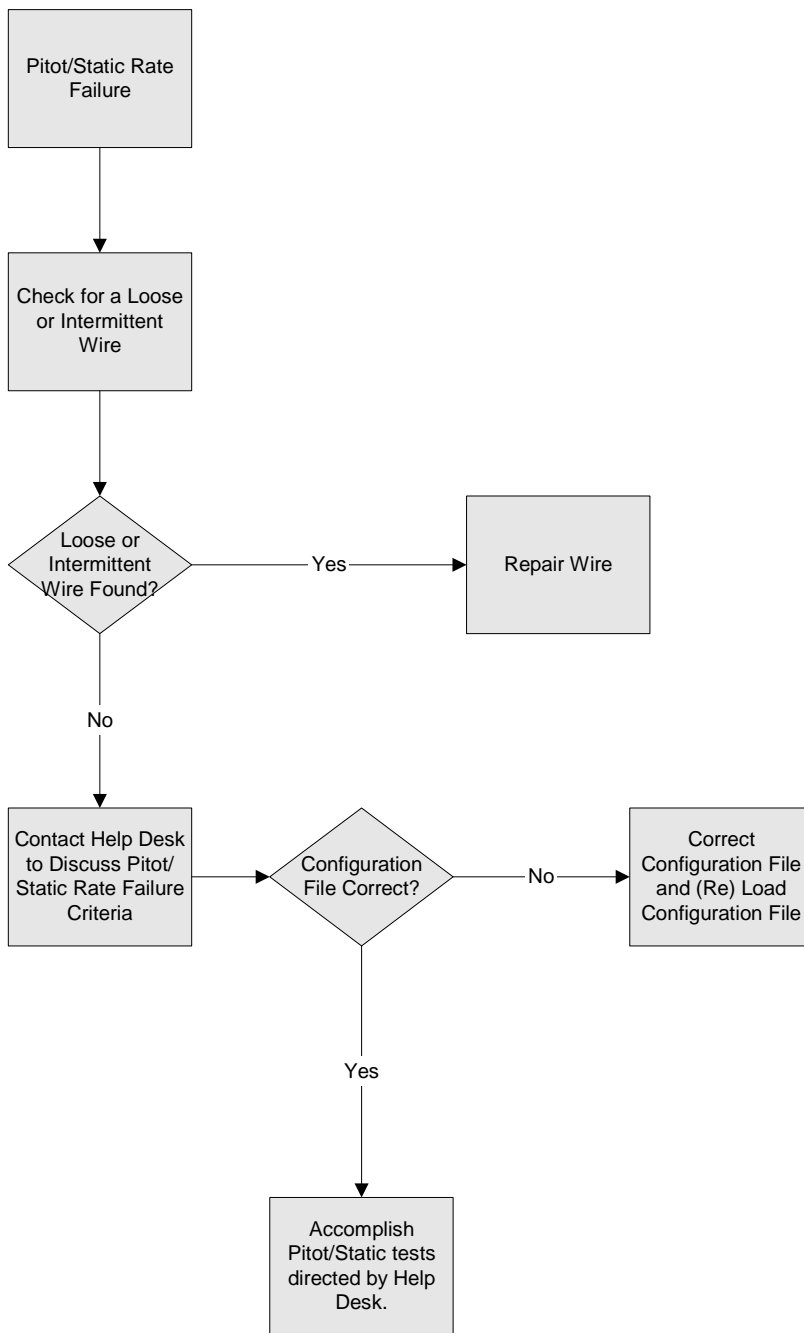 Pitot/Static Rate
Failure
Check for a Loose
or Intermittent
Wire
Loose or
Intermittent
Wire Found?
Yes
Repair Wire
No
Contact Help Desk
to Discuss Pitot/
Static Rate Failure
Criteria
Configuration
File Correct?
No
Correct
Configuration File
and (Re) Load
Configuration File
Yes
Accomplish
Pitot/Static tests
directed by Help
Desk.